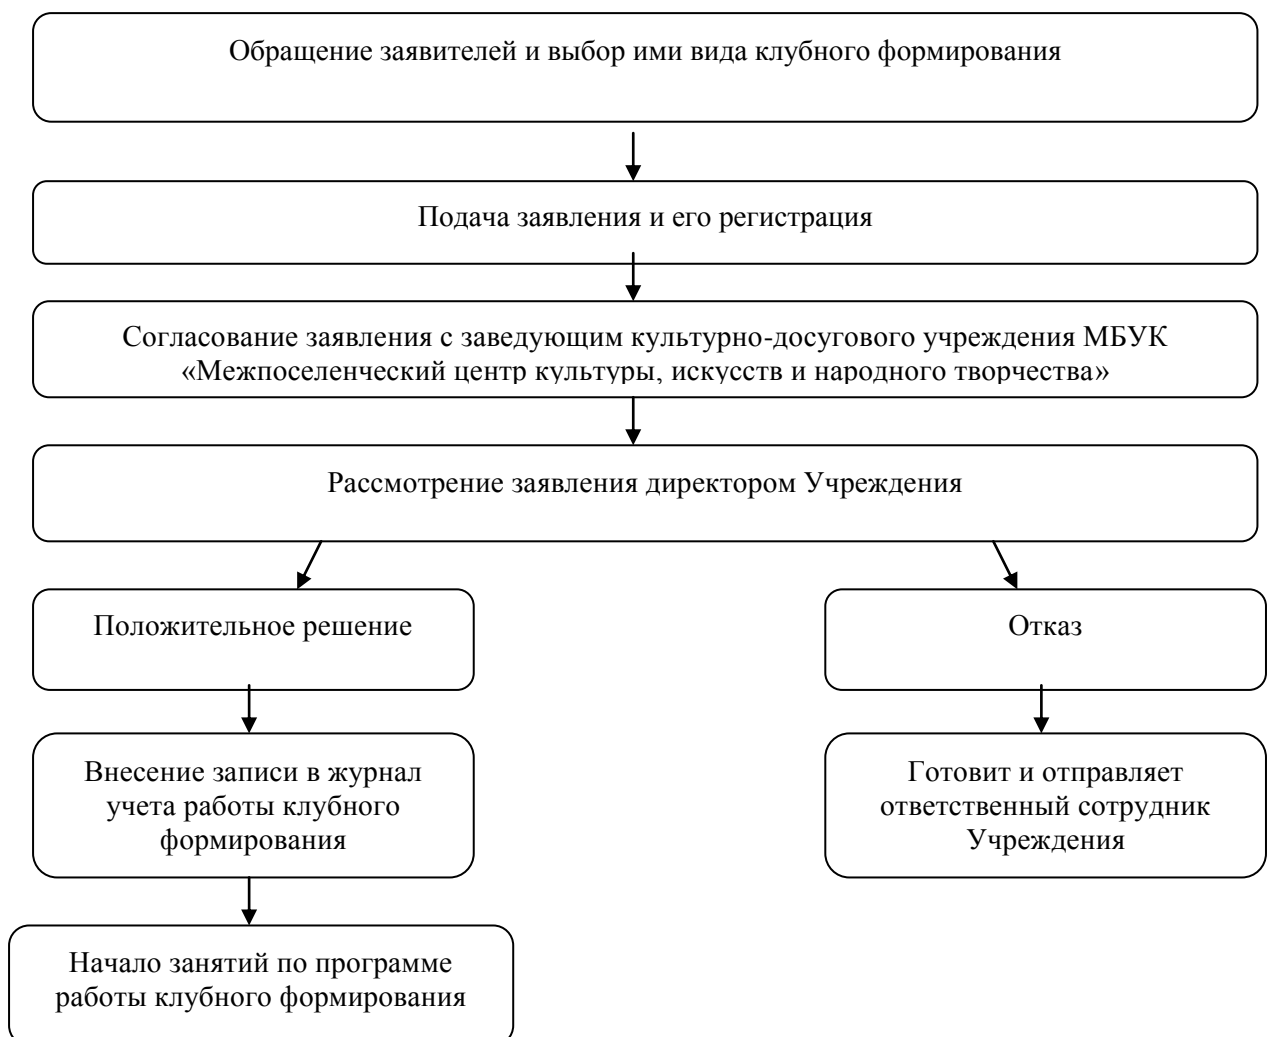 Обращение заявителей и выбор ими вида клубного формирования
Подача заявления и его регистрация
Согласование заявления с заведующим культурно-досугового учреждения МБУК
«Межпоселенческий центр культуры, искусств и народного творчества»
Рассмотрение заявления директором Учреждения
Положительное решение
Отказ
Внесение записи в журнал
учета работы клубного
формирования
Готовит и отправляет
ответственный сотрудник
Учреждения
Начало занятий по программе
работы клубного формирования